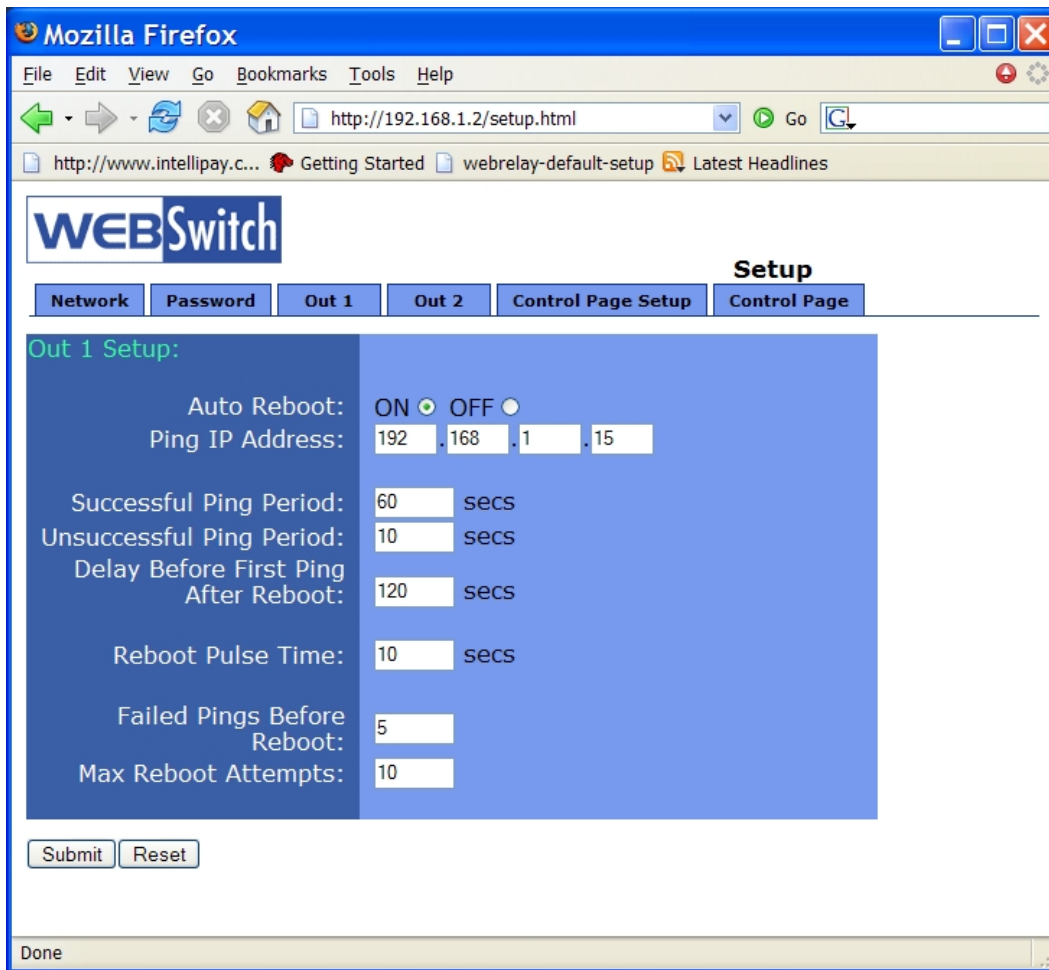 Mozilla Firefox
File Edit View Go Bookmarks Tools Help
http://192.168.1.2/setup.html Go G
http://www.intellipay.c... Getting Started webrelay-default-setup Latest Headlines
WEBSwitch
Setup
Network Password Out 1 Out 2 Control Page Setup Control Page
Out 1 Setup:
Auto Reboot: ON OFF
Ping IP Address: 192 . 168 . 1 . 15
Successful Ping Period: 60 secs
Unsuccessful Ping Period: 10 secs
Delay Before First Ping
After Reboot: 120 secs
Reboot Pulse Time: 10 secs
Failed Pings Before
Reboot: 5
Max Reboot Attempts: 10
Submit Reset
Done